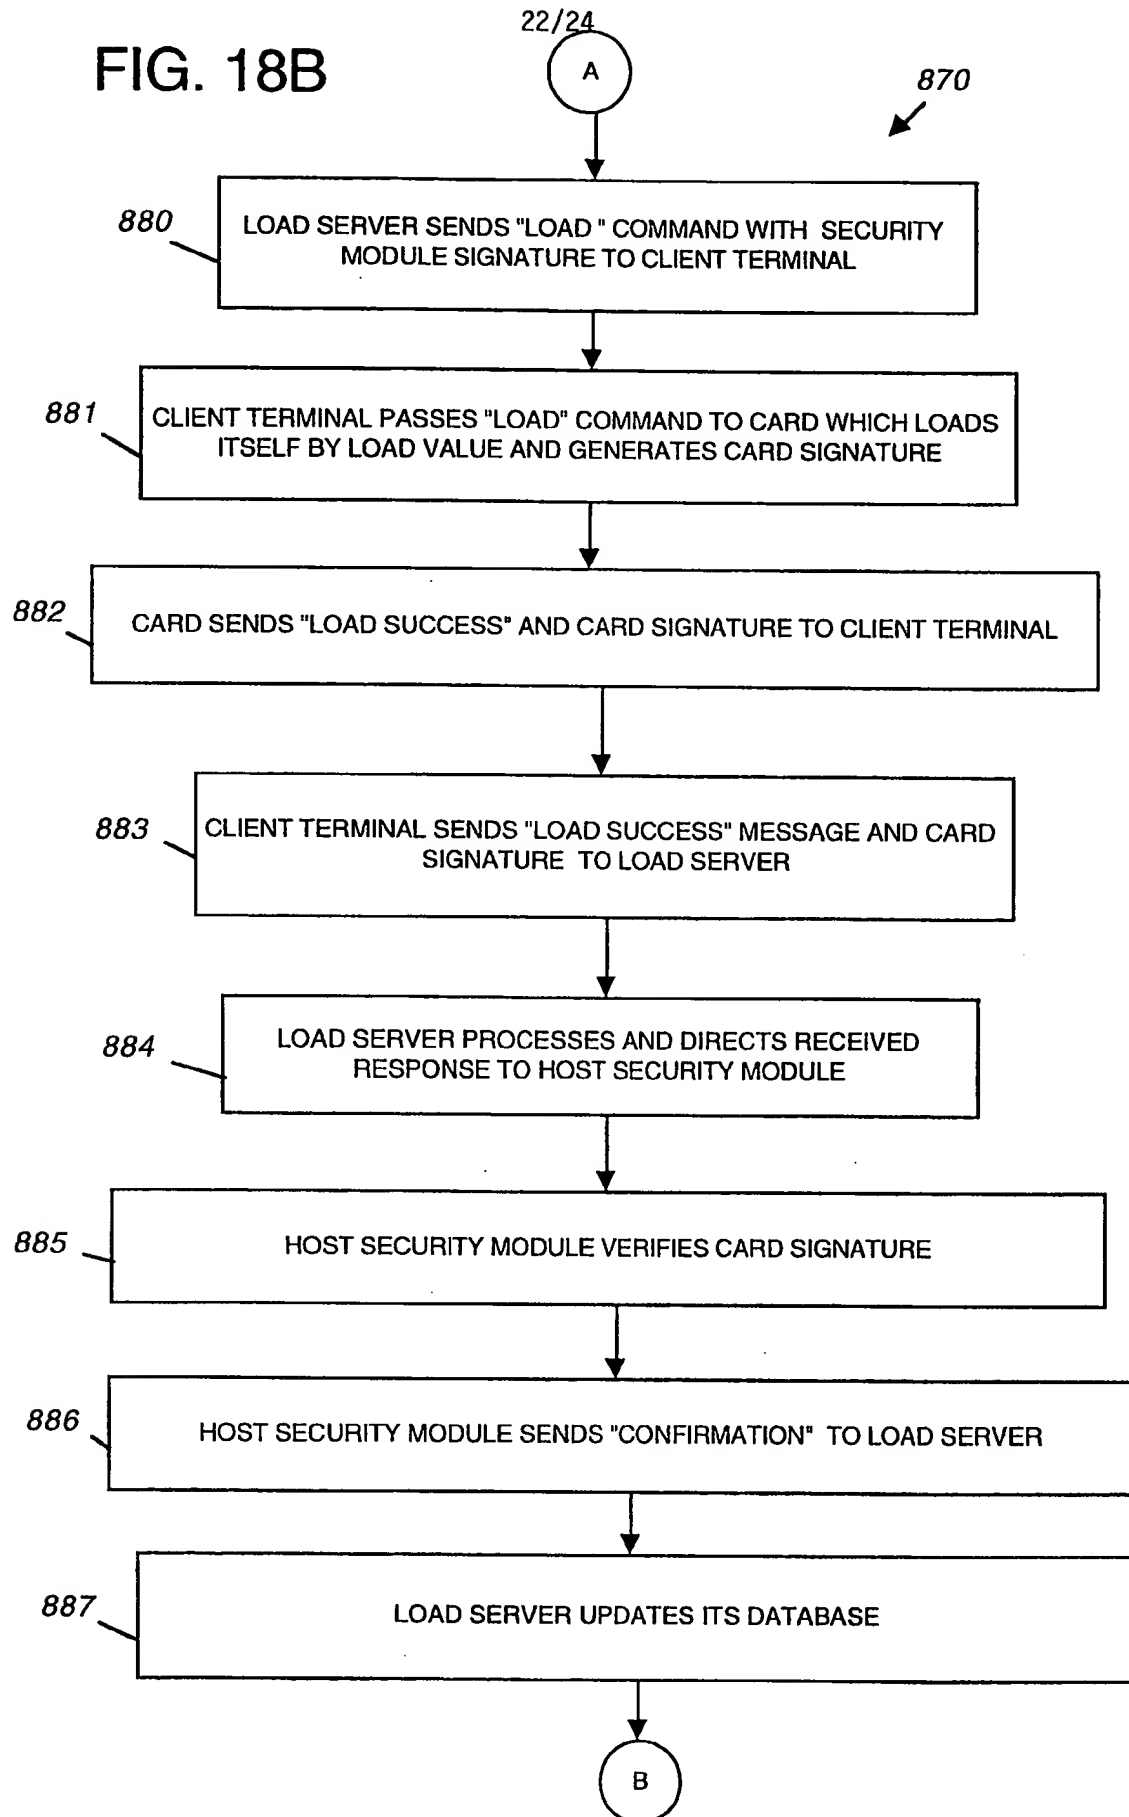 22/24
FIG. 18B
A
870
880
LOAD SERVER SENDS "LOAD " COMMAND WITH SECURITY
MODULE SIGNATURE TO CLIENT TERMINAL
881
CLIENT TERMINAL PASSES "LOAD" COMMAND TO CARD WHICH LOADS
ITSELF BY LOAD VALUE AND GENERATES CARD SIGNATURE
882
CARD SENDS "LOAD SUCCESS" AND CARD SIGNATURE TO CLIENT TERMINAL
883
CLIENT TERMINAL SENDS "LOAD SUCCESS" MESSAGE AND CARD
SIGNATURE TO LOAD SERVER
884
LOAD SERVER PROCESSES AND DIRECTS RECEIVED
RESPONSE TO HOST SECURITY MODULE
885
HOST SECURITY MODULE VERIFIES CARD SIGNATURE
886
HOST SECURITY MODULE SENDS "CONFIRMATION" TO LOAD SERVER
887
LOAD SERVER UPDATES ITS DATABASE
B